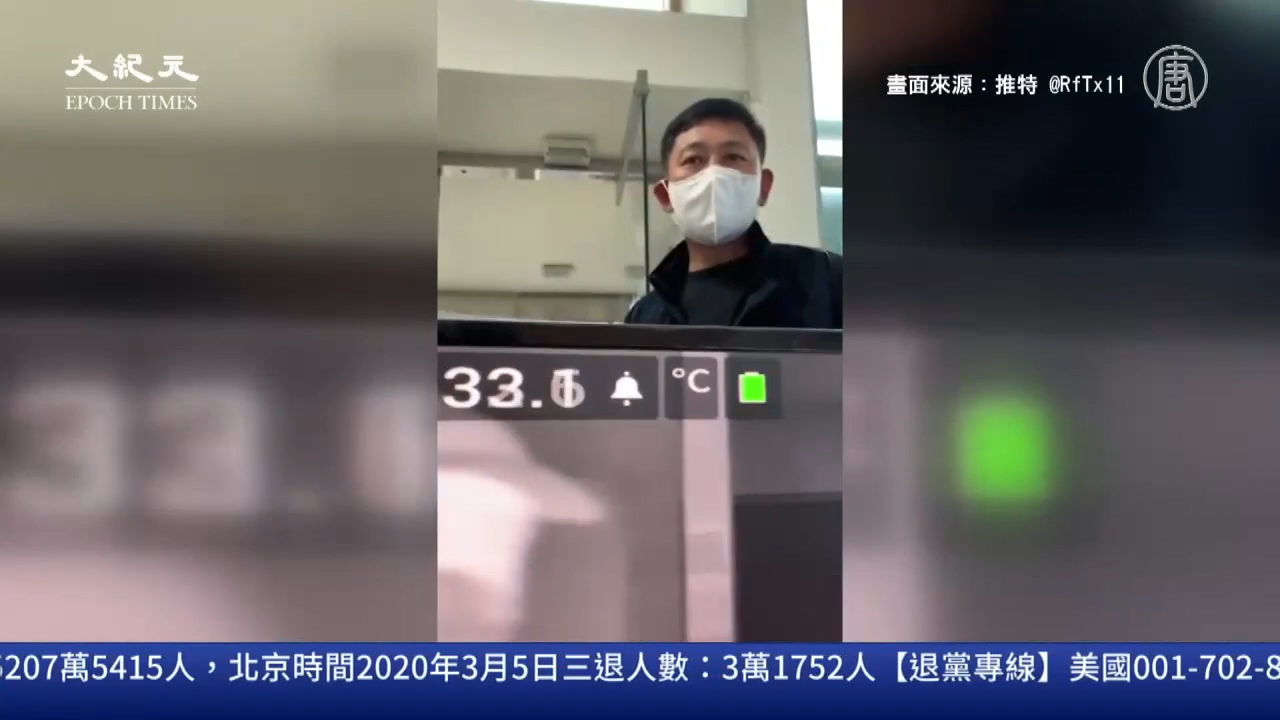 大紀元
EPOCH TIMES
畫面來源：推特 @RfTx11
唐
°C
207萬5415人，北京時間2020年3月5日三退人數：3萬1752人【退黨專線】美國001-702-8